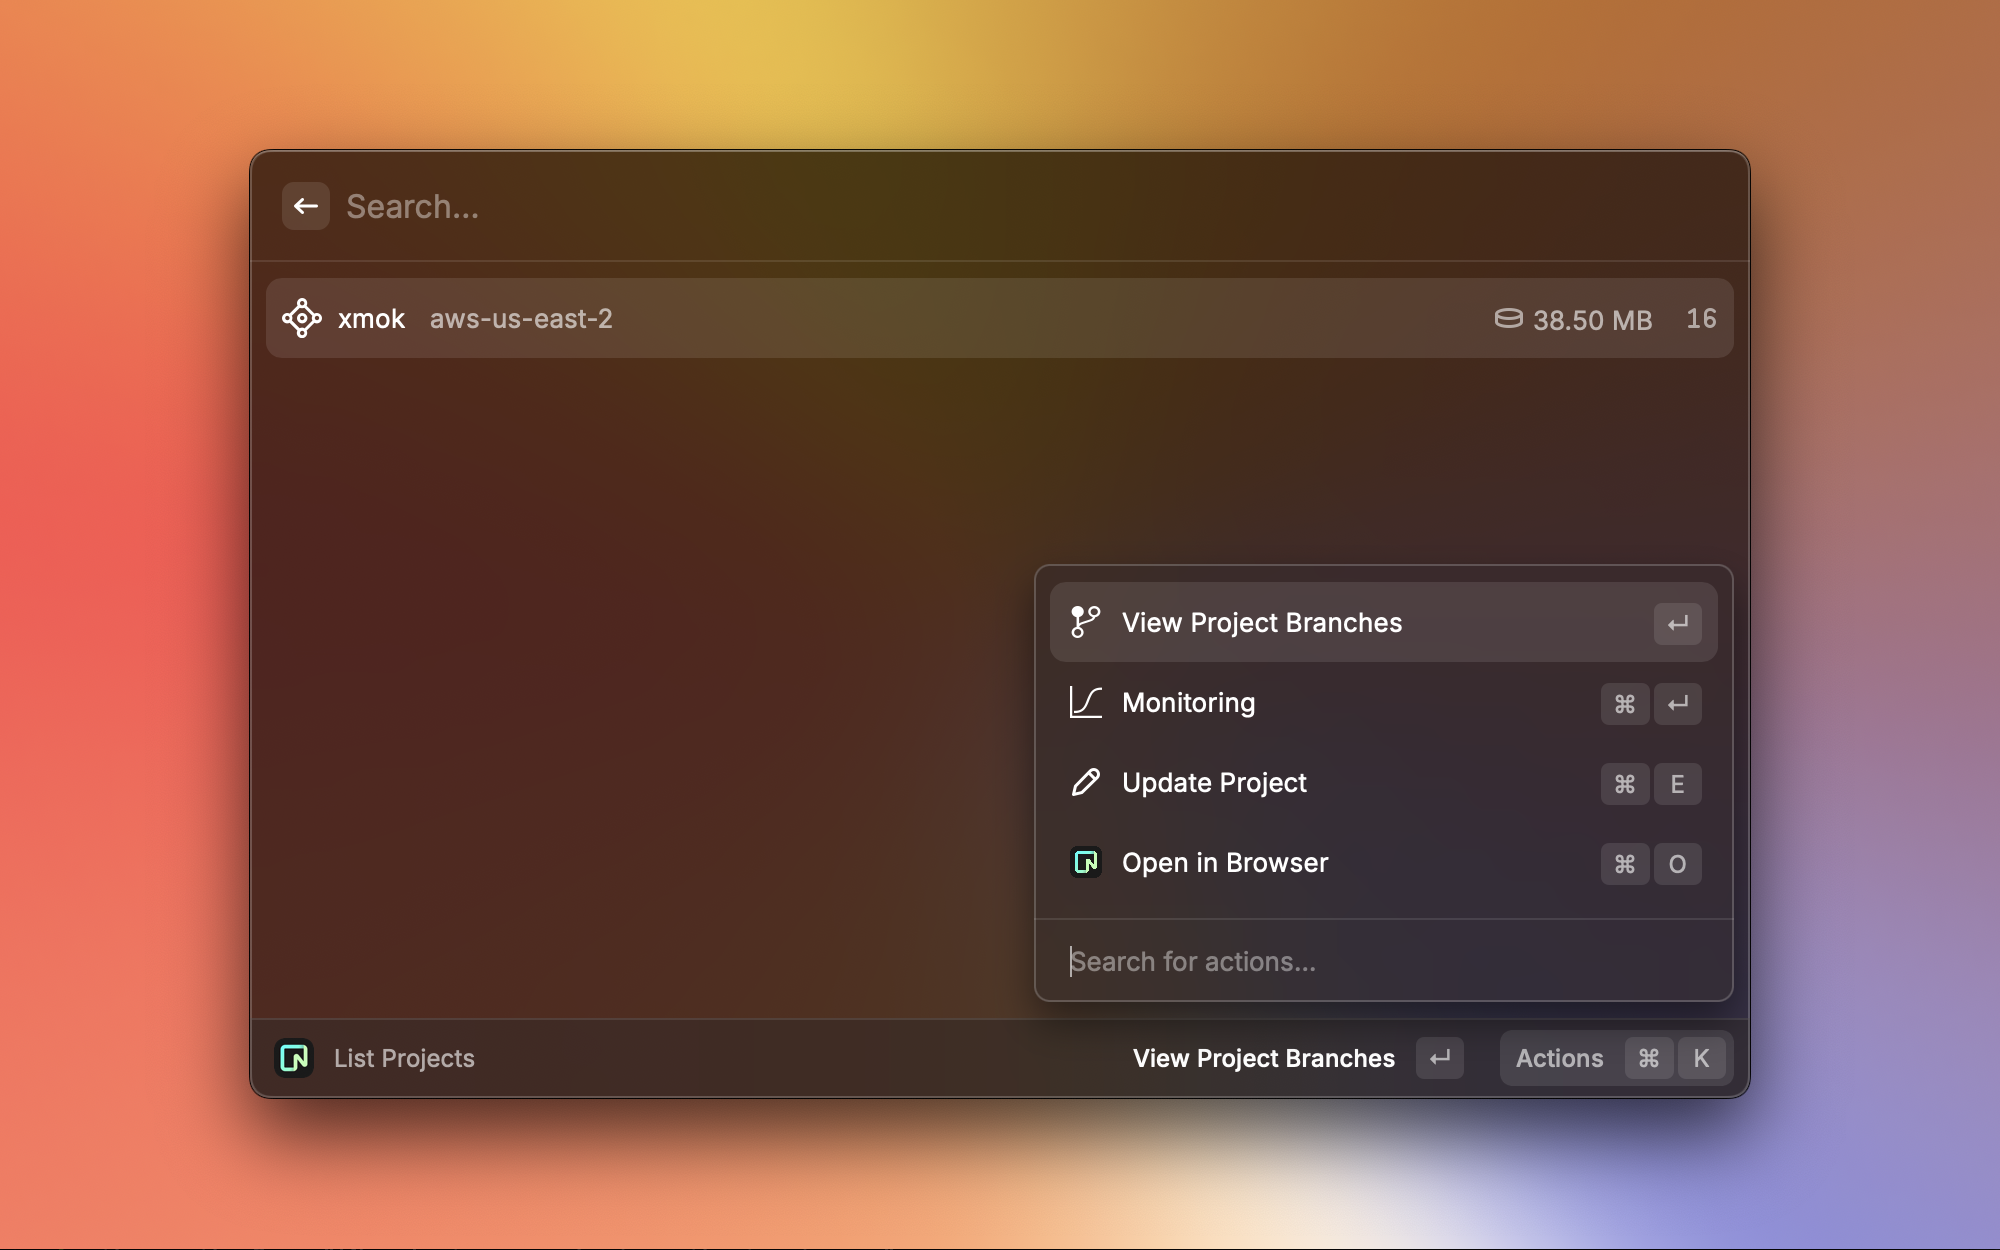 Search...
xmok aws-us-east-2 38.50 MB 16
View Project Branches ↵
Monitoring ⌘ ↵
Update Project ⌘ E
Open in Browser ⌘ O
Search for actions...
List Projects View Project Branches ↵ Actions ⌘ K